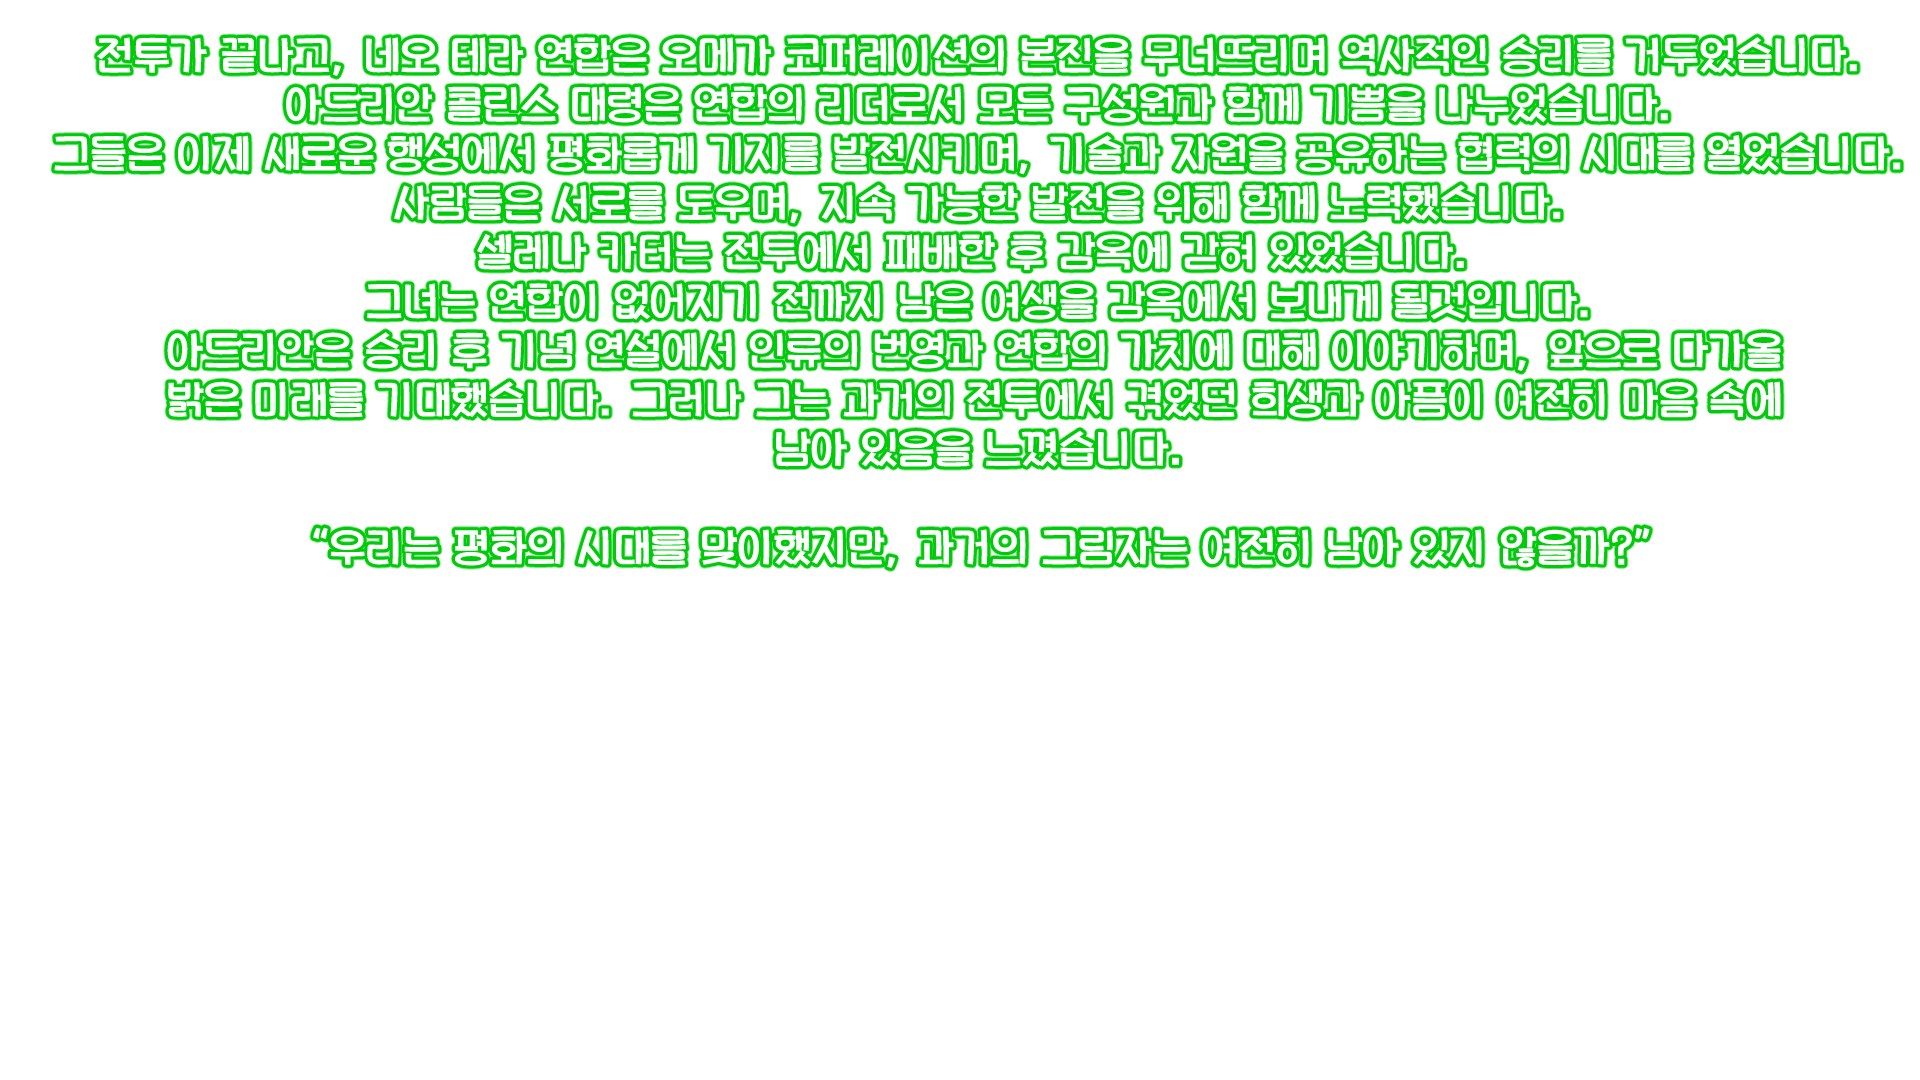 전투가 끝나고, 네오 테라 연합은 오메가 코퍼레이션의 본진을 무너뜨리며 역사적인 승리를 거두었습니다.
아드리안 콜린스 대령은 연합의 리더로서 모든 구성원과 함께 기쁨을 나누었습니다.
그들은 이제 새로운 행성에서 평화롭게 기지를 발전시키며, 기술과 자원을 공유하는 협력의 시대를 열었습니다.
사람들은 서로를 도우며, 지속 가능한 발전을 위해 함께 노력했습니다.
셀레나 카터는 전투에서 패배한 후 감옥에 갇혀 있었습니다.
그녀는 연합이 없어지기 전까지 남은 여생을 감옥에서 보내게 될것입니다.
아드리안은 승리 후 기념 연설에서 인류의 번영과 연합의 가치에 대해 이야기하며, 앞으로 다가올
밝은 미래를 기대했습니다. 그러나 그는 과거의 전투에서 겪었던 희생과 아픔이 여전히 마음 속에
남아 있음을 느꼈습니다.
"우리는 평화의 시대를 맞이했지만, 과거의 그림자는 여전히 남아 있지 않을까?"